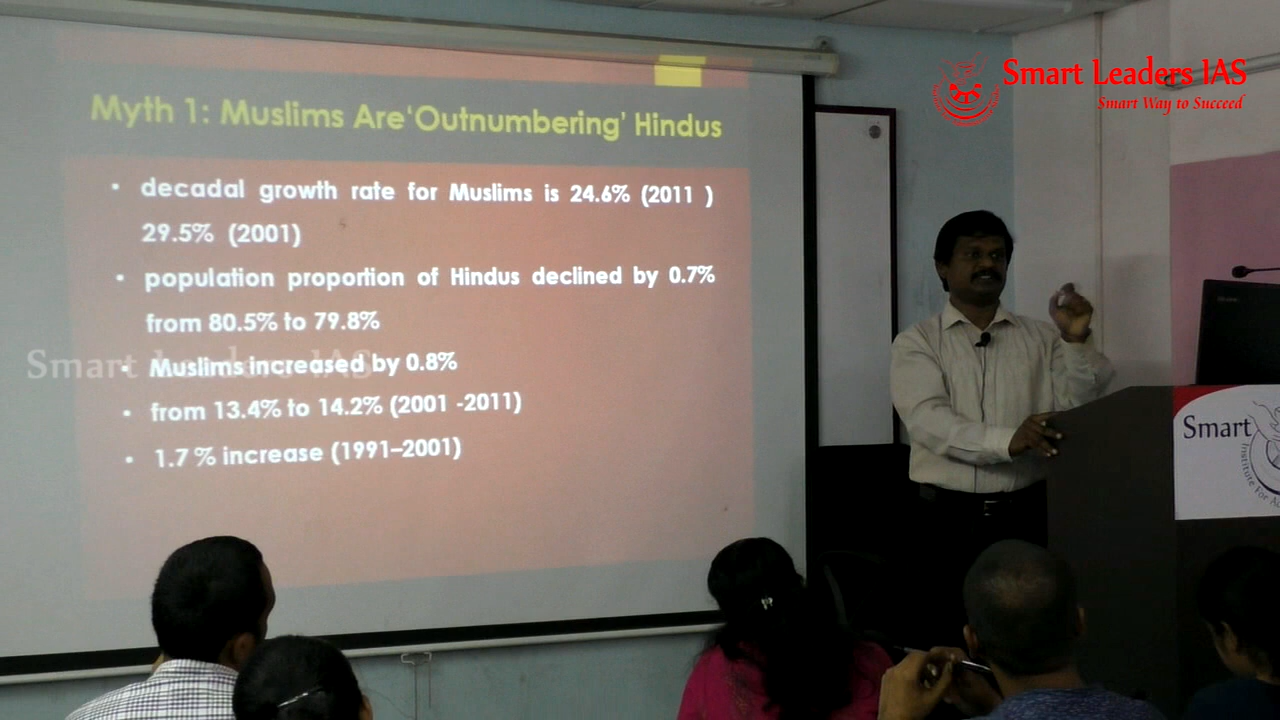 Smart Leaders IAS
Smart Way to Succeed
Myth 1: Muslims Are‘Outnumbering’ Hindus
• decadal growth rate for Muslims is 24.6% (2011 )
29.5% (2001)
• population proportion of Hindus declined by 0.7%
from 80.5% to 79.8%
• Muslims increased by 0.8%
• from 13.4% to 14.2% (2001 -2011)
• 1.7 % increase (1991–2001)
Smart Leaders IAS
Smart
Institute For